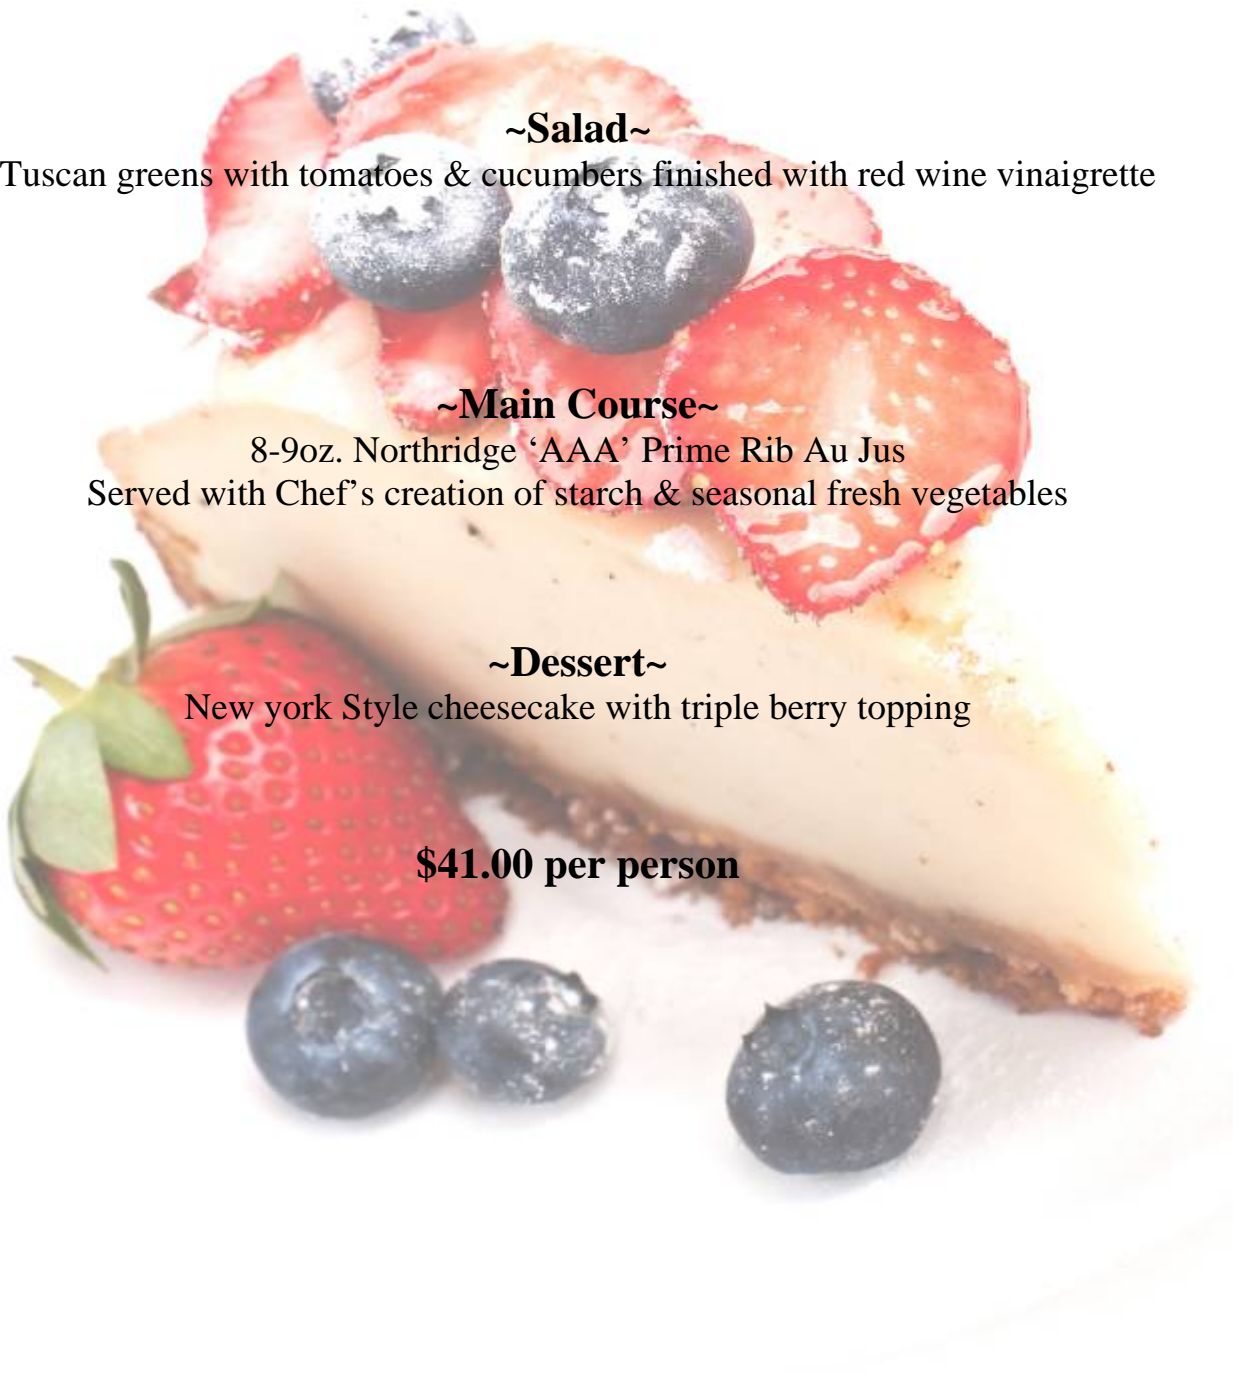 ~Salad~
Tuscan greens with tomatoes & cucumbers finished with red wine vinaigrette
~Main Course~
8-9oz. Northridge ‘AAA’ Prime Rib Au Jus
Served with Chef’s creation of starch & seasonal fresh vegetables
~Dessert~
New york Style cheesecake with triple berry topping
$41.00 per person